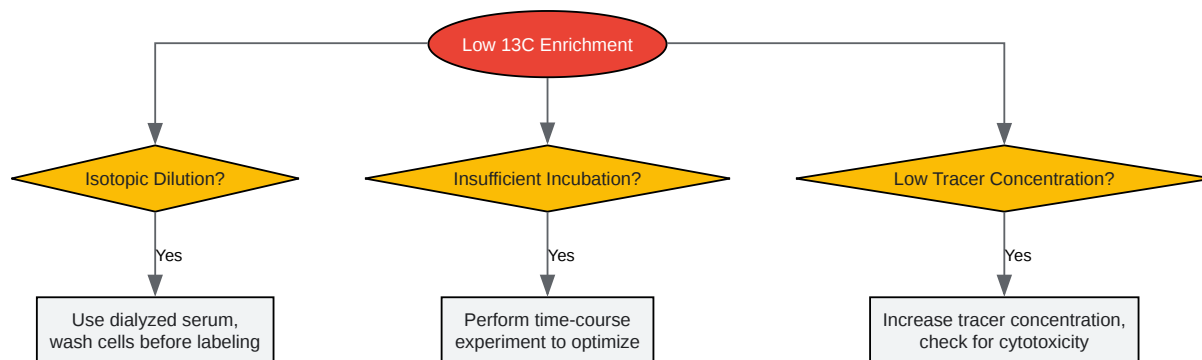 Low 13C Enrichment
Isotopic Dilution?
Insufficient Incubation?
Low Tracer Concentration?
Yes
Yes
Yes
Use dialyzed serum,
wash cells before labeling
Perform time-course
experiment to optimize
Increase tracer concentration,
check for cytotoxicity